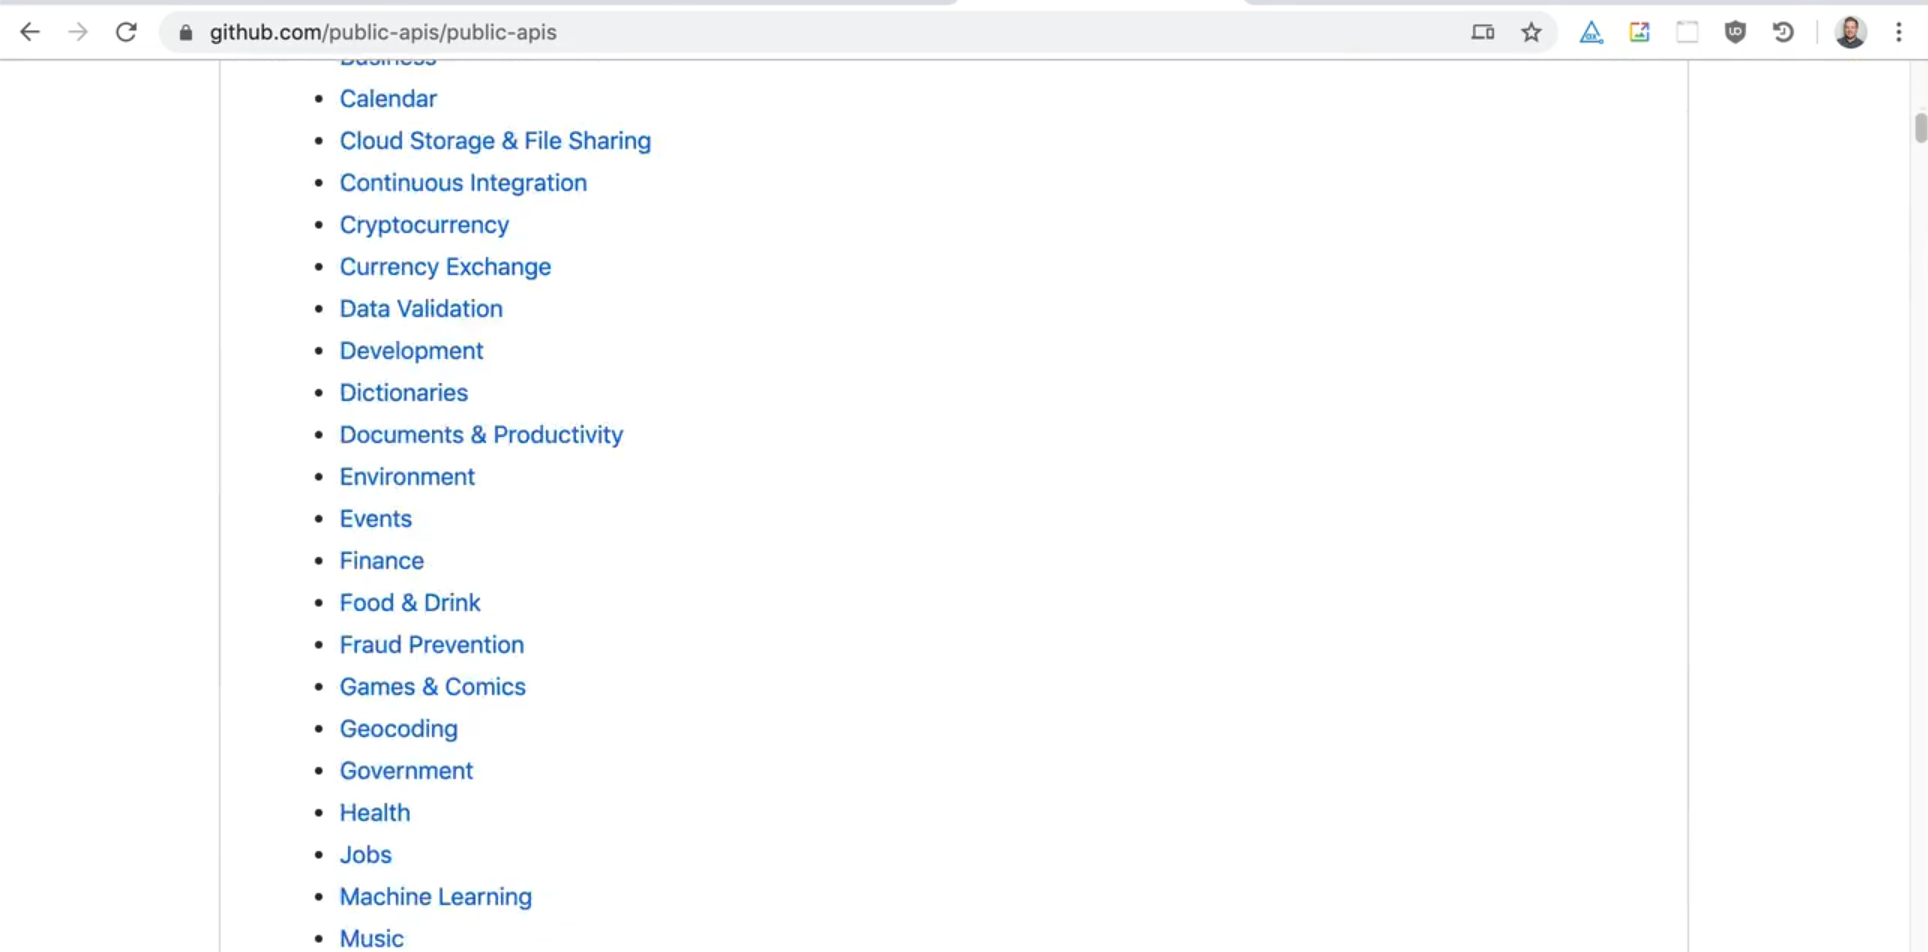 github.com/public-apis/public-apis
Business
Calendar
Cloud Storage & File Sharing
Continuous Integration
Cryptocurrency
Currency Exchange
Data Validation
Development
Dictionaries
Documents & Productivity
Environment
Events
Finance
Food & Drink
Fraud Prevention
Games & Comics
Geocoding
Government
Health
Jobs
Machine Learning
Music